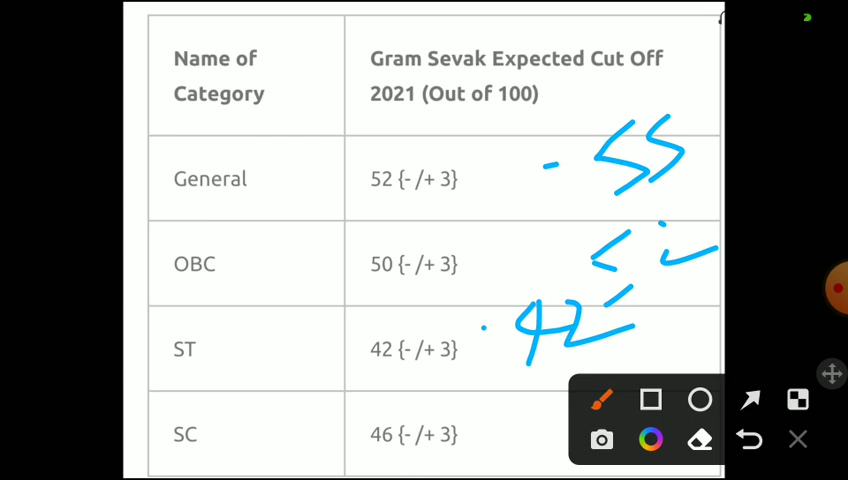 Name of Category
Gram Sevak Expected Cut Off
2021 (Out of 100)
General
52 {- /+ 3}
- 55
OBC
50 {- /+ 3}
ST
42 {- /+ 3}
42
SC
46 {- /+ 3}